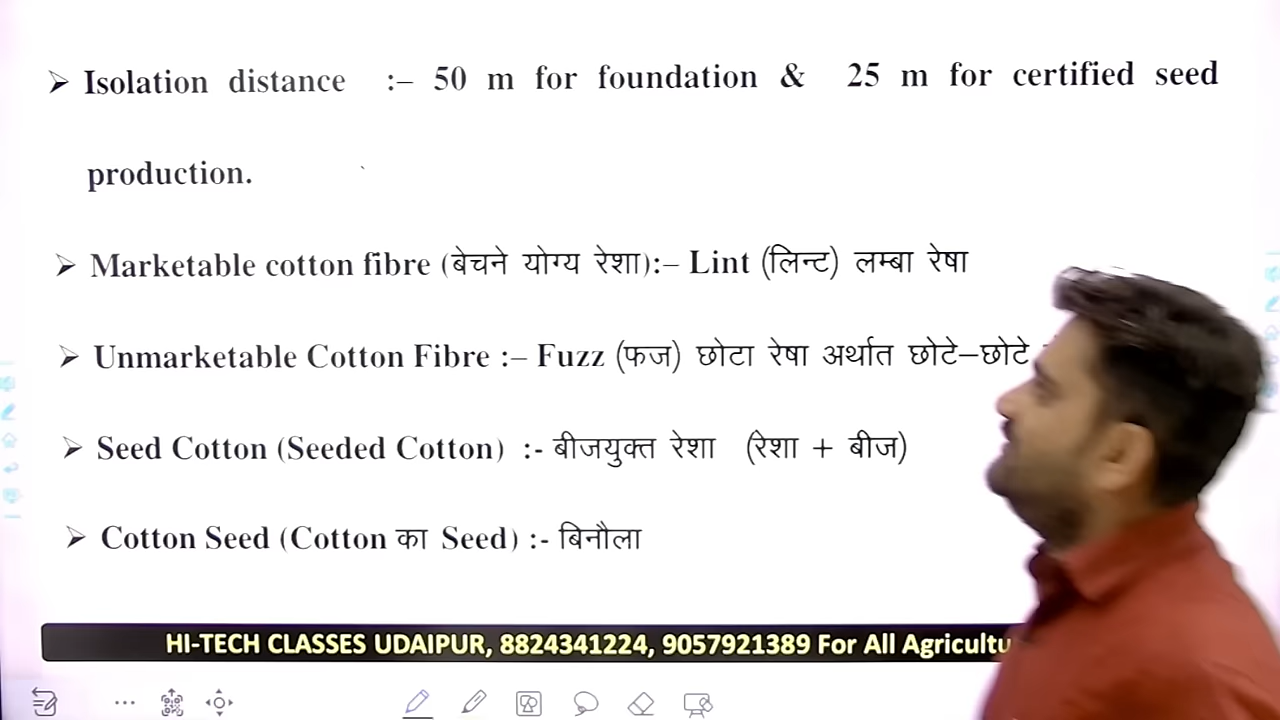 ➢ Isolation distance :– 50 m for foundation & 25 m for certified seed
production.
➢ Marketable cotton fibre (बेचने योग्य रेशा):– Lint (लिन्ट) लम्बा रेषा
➢ Unmarketable Cotton Fibre :– Fuzz (फज) छोटा रेषा अर्थात छोटे–छोटे
➢ Seed Cotton (Seeded Cotton) :- बीजयुक्त रेशा (रेशा + बीज)
➢ Cotton Seed (Cotton का Seed) :- बिनौला
HI-TECH CLASSES UDAIPUR, 8824341224, 9057921389 For All Agricultu